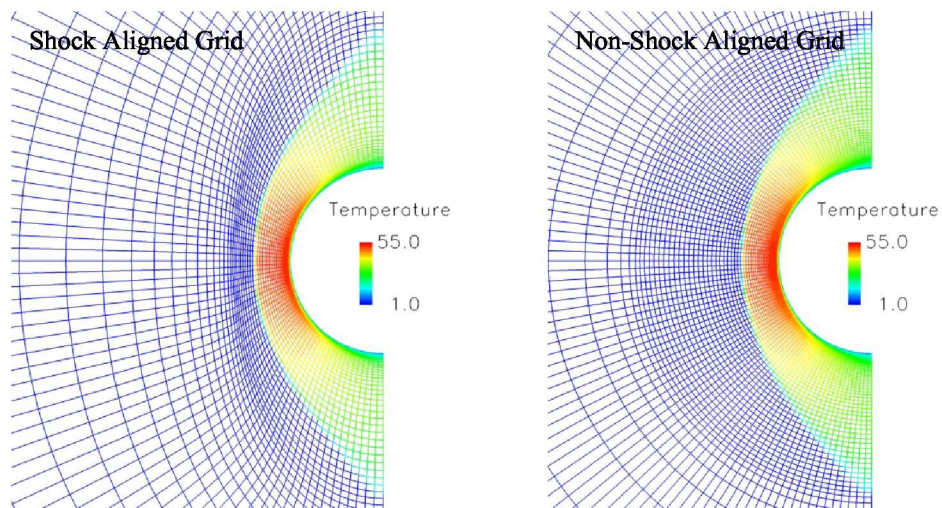 Shock Aligned Grid
Non-Shock Aligned Grid
Temperature
55.0
1.0
Temperature
55.0
1.0